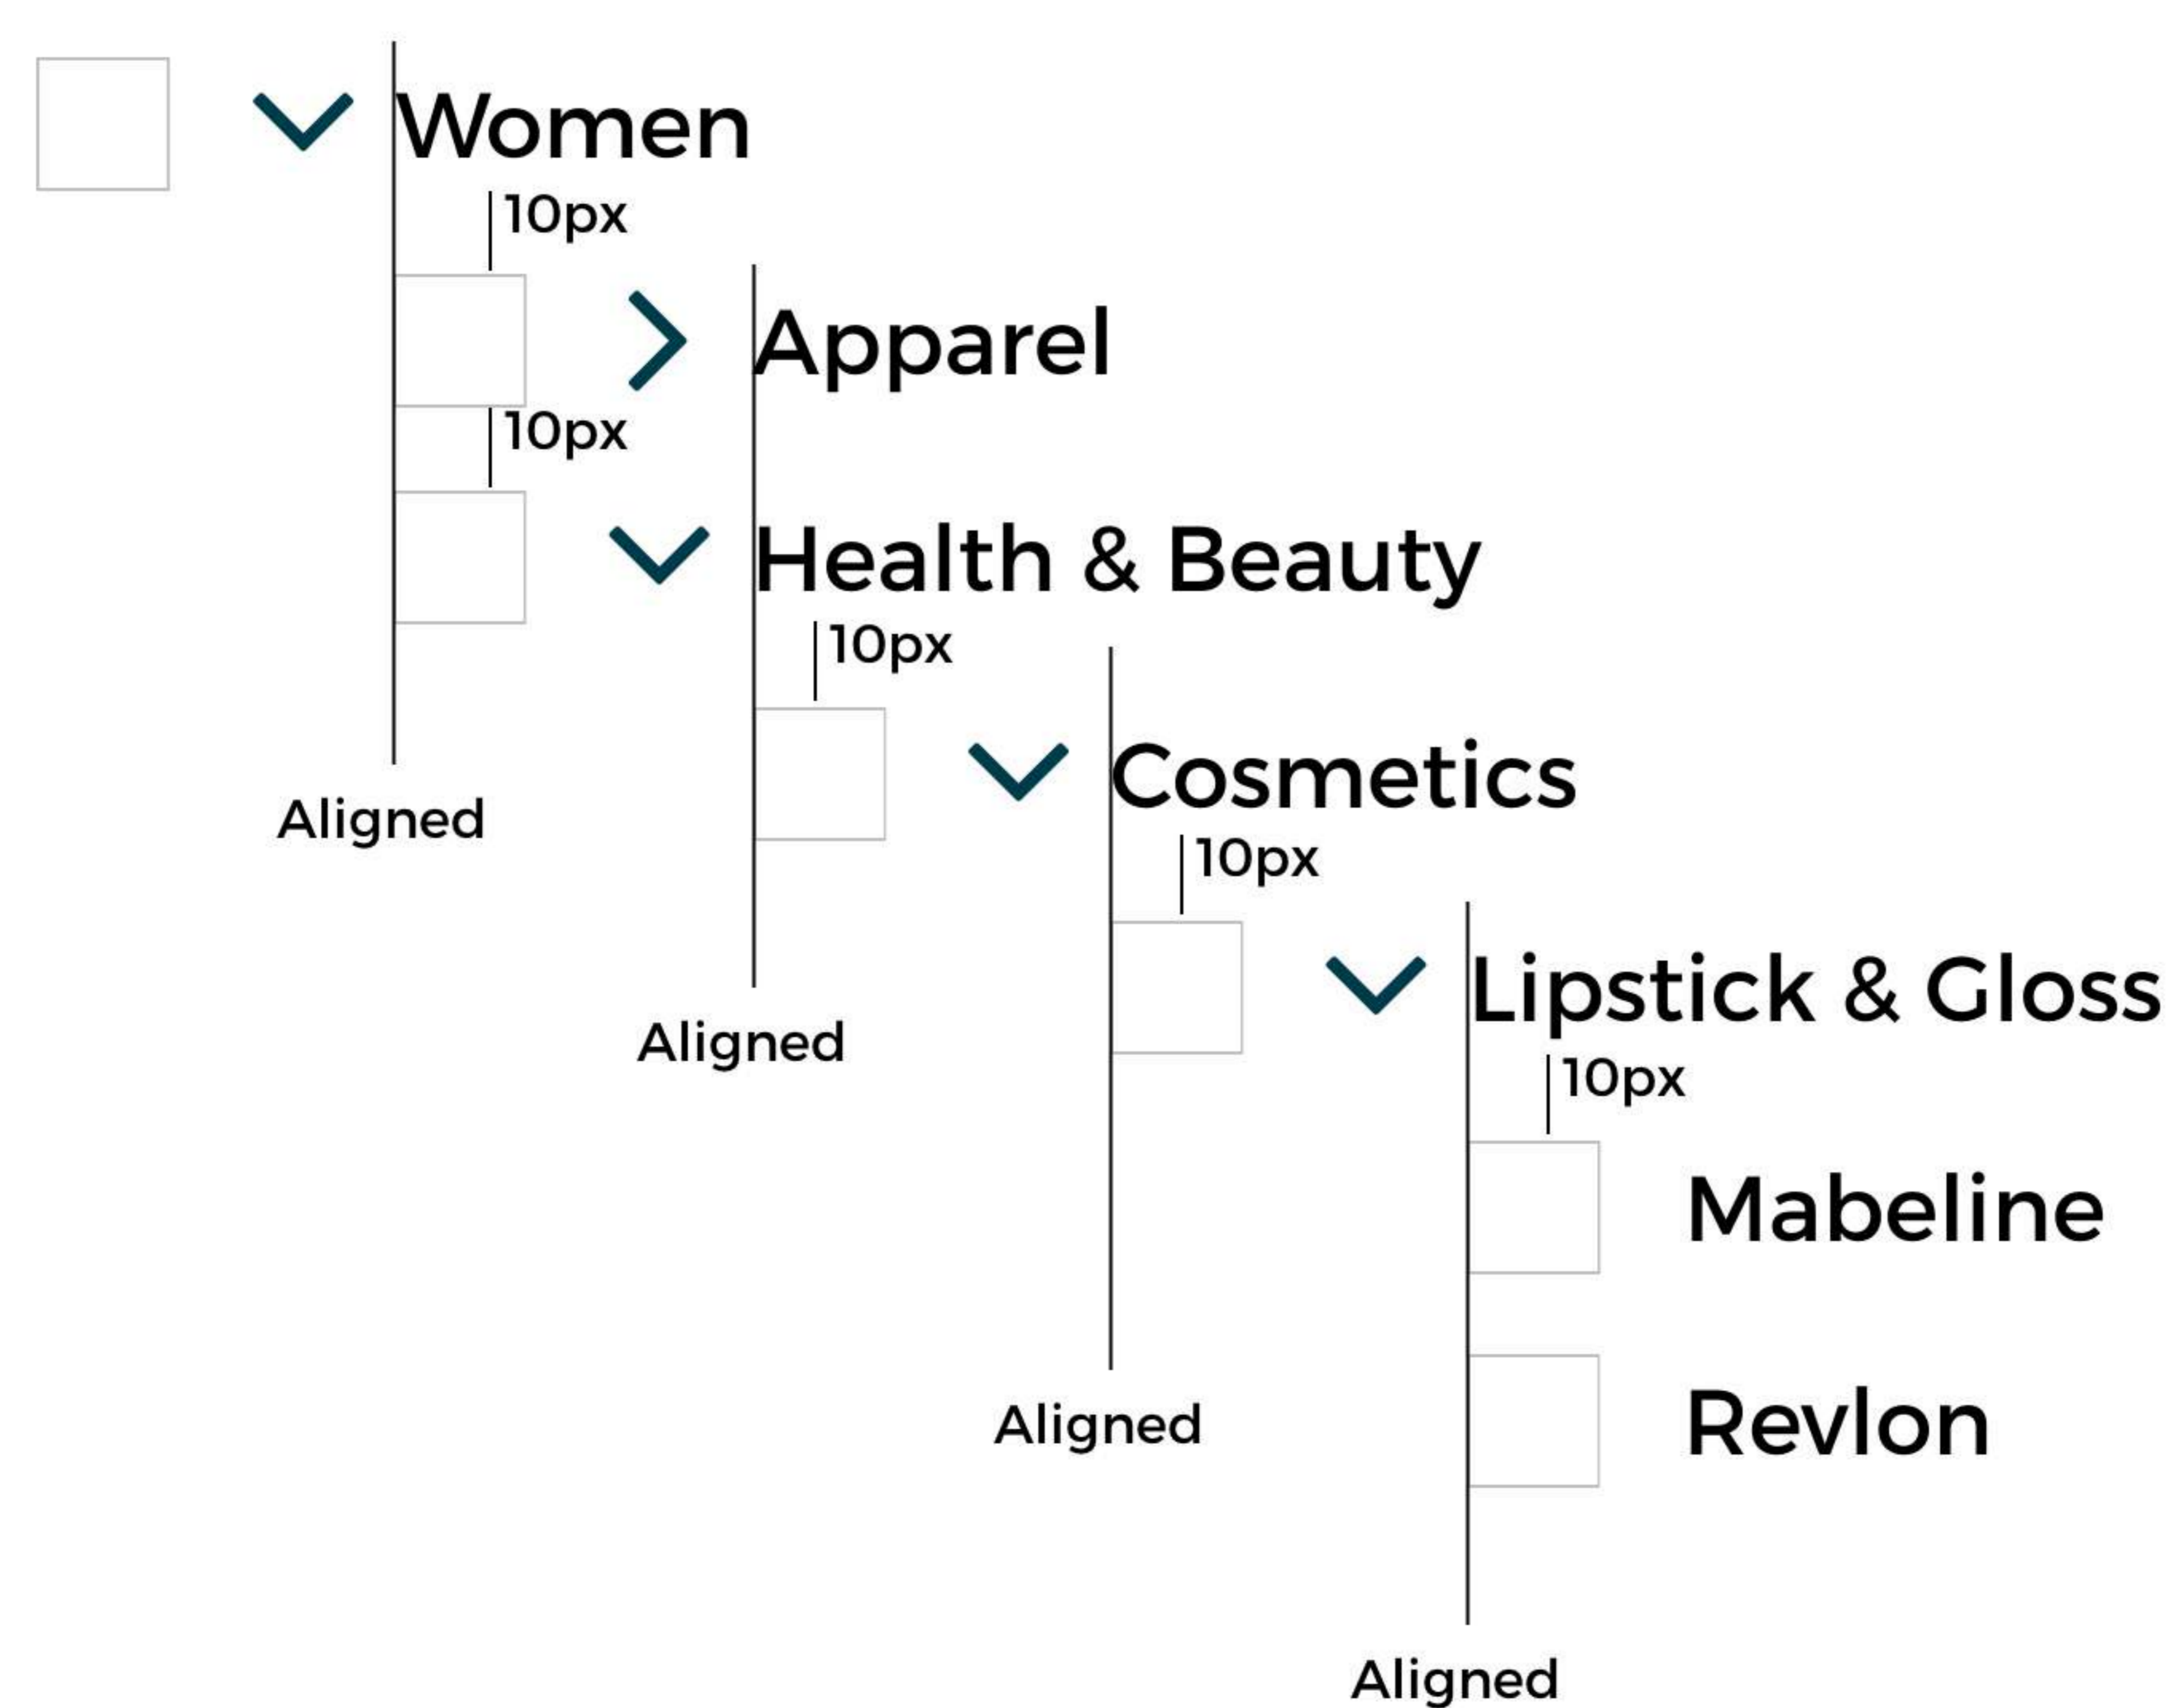 Women
10px
Apparel
10px
Health & Beauty
10px
Cosmetics
Aligned
10px
Lipstick & Gloss
Aligned
10px
Mabeline
Revlon
Aligned
Aligned